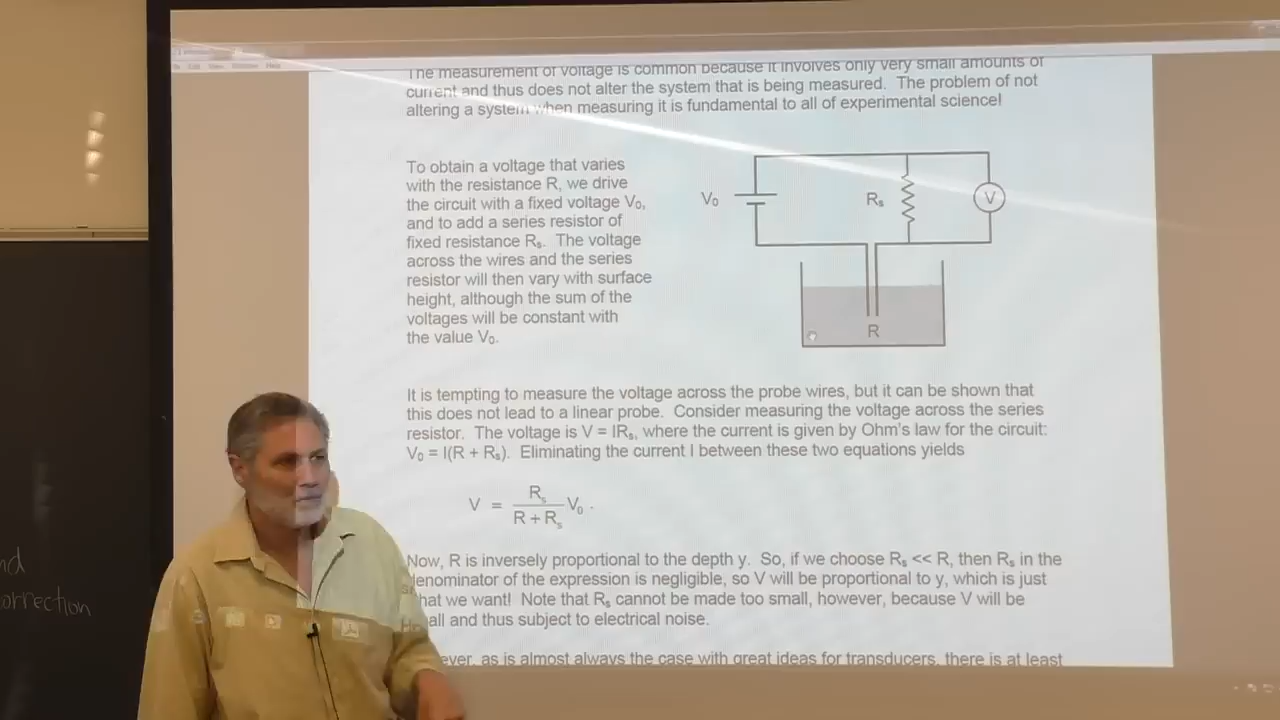 Edit View Window Help
The measurement of voltage is common because it involves only very small amounts of
current and thus does not alter the system that is being measured. The problem of not
altering a system when measuring it is fundamental to all of experimental science!
To obtain a voltage that varies
with the resistance R, we drive
the circuit with a fixed voltage V₀,
and to add a series resistor of
fixed resistance Rₛ. The voltage
across the wires and the series
resistor will then vary with surface
height, although the sum of the
voltages will be constant with
the value V₀.
V₀
Rₛ
V
R
It is tempting to measure the voltage across the probe wires, but it can be shown that
this does not lead to a linear probe. Consider measuring the voltage across the series
resistor. The voltage is V = IRₛ, where the current is given by Ohm's law for the circuit:
V₀ = I(R + Rₛ). Eliminating the current I between these two equations yields
V = Rₛ / (R + Rₛ) V₀ .
Now, R is inversely proportional to the depth y. So, if we choose Rₛ << R, then Rₛ in the
denominator of the expression is negligible, so V will be proportional to y, which is just
what we want! Note that Rₛ cannot be made too small, however, because V will be
small and thus subject to electrical noise.
However, as is almost always the case with great ideas for transducers, there is at least
nd
orrection